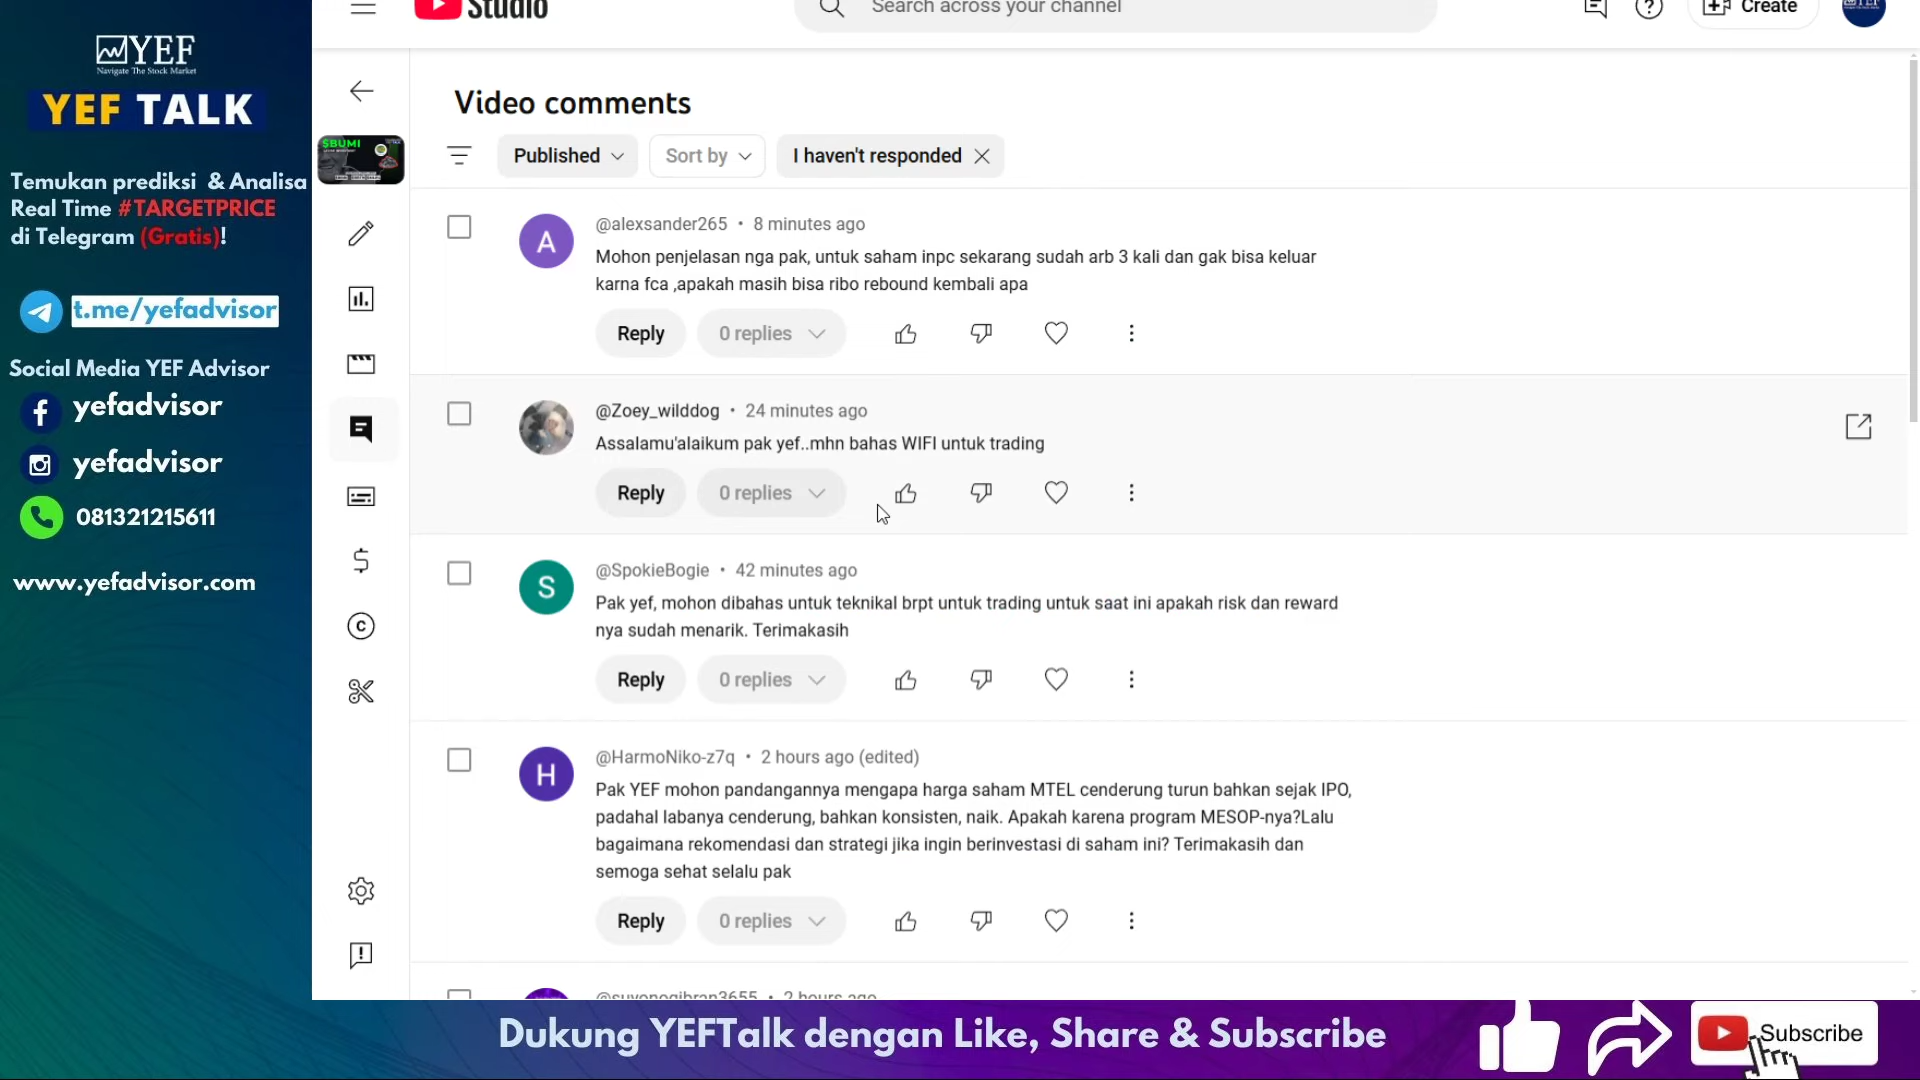 YEF
Navigate The Stock Market
YEF TALK
Temukan prediksi & Analisa
Real Time #TARGETPRICE
di Telegram (Gratis)!
t.me/yefadvisor
Social Media YEF Advisor
yefadvisor
yefadvisor
081321215611
www.yefadvisor.com
Studio
Search across your channel
Create
$BUMI
Video comments
Published
Sort by
I haven't responded
@alexsander265 • 8 minutes ago
Mohon penjelasan nga pak, untuk saham inpc sekarang sudah arb 3 kali dan gak bisa keluar
karna fca ,apakah masih bisa ribo rebound kembali apa
Reply 0 replies
@Zoey_wilddog • 24 minutes ago
Assalamu'alaikum pak yef..mhn bahas WIFI untuk trading
Reply 0 replies
S
@SpokieBogie • 42 minutes ago
Pak yef, mohon dibahas untuk teknikal brpt untuk trading untuk saat ini apakah risk dan reward
nya sudah menarik. Terimakasih
Reply 0 replies
H
@HarmoNiko-z7q • 2 hours ago (edited)
Pak YEF mohon pandangannya mengapa harga saham MTEL cenderung turun bahkan sejak IPO,
padahal labanya cenderung, bahkan konsisten, naik. Apakah karena program MESOP-nya?Lalu
bagaimana rekomendasi dan strategi jika ingin berinvestasi di saham ini? Terimakasih dan
semoga sehat selalu pak
Reply 0 replies
@suyonogibran3655 • 2 hours ago
Dukung YEFTalk dengan Like, Share & Subscribe
Subscribe